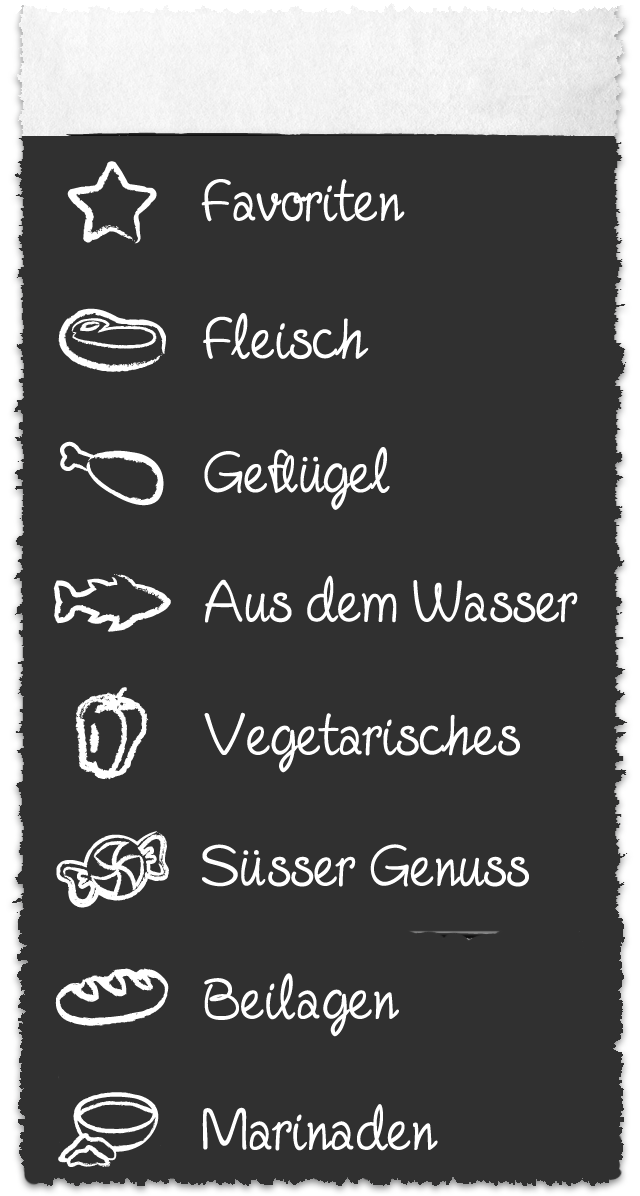 Favoriten
Fleisch
Geflügel
Aus dem Wasser
Vegetarisches
Süsser Genuss
Beilagen
Marinaden